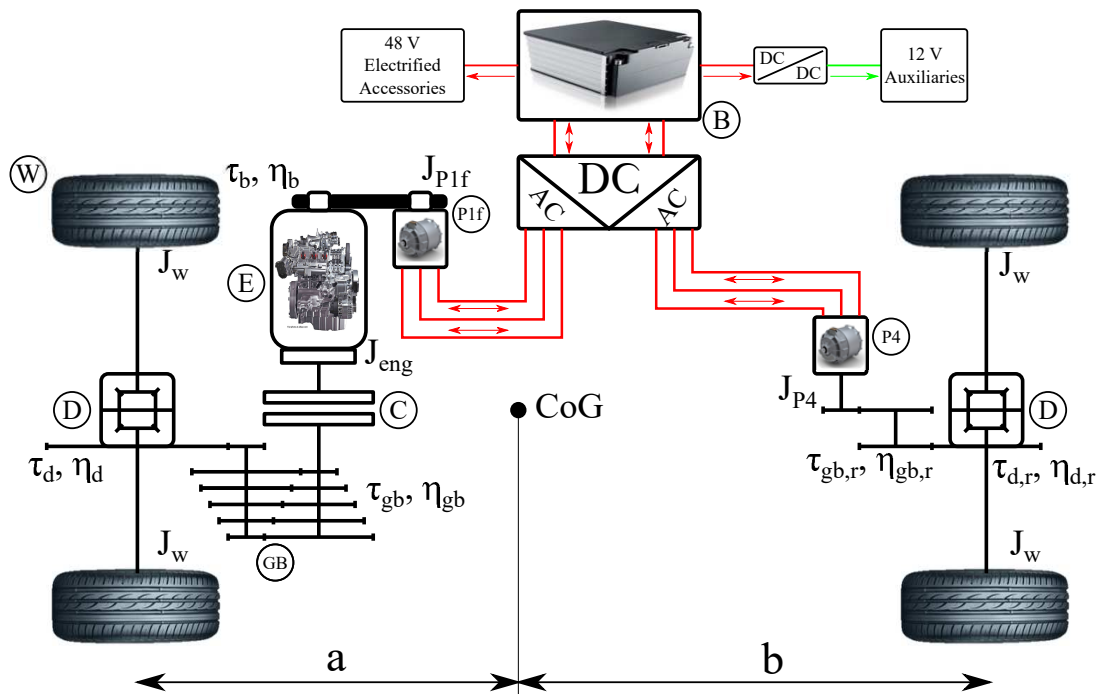 48 V
Electrified
Accessories
DC
DC
12 V
Auxiliaries
B
W
τb, ηb
JP1f
P1f
DC
AC
AC
Jw
E
Jw
P4
Jeng
JP4
D
C
CoG
D
τd, ηd
τgb, ηgb
τgb,r, ηgb,r
τd,r, ηd,r
Jw
GB
Jw
a
b